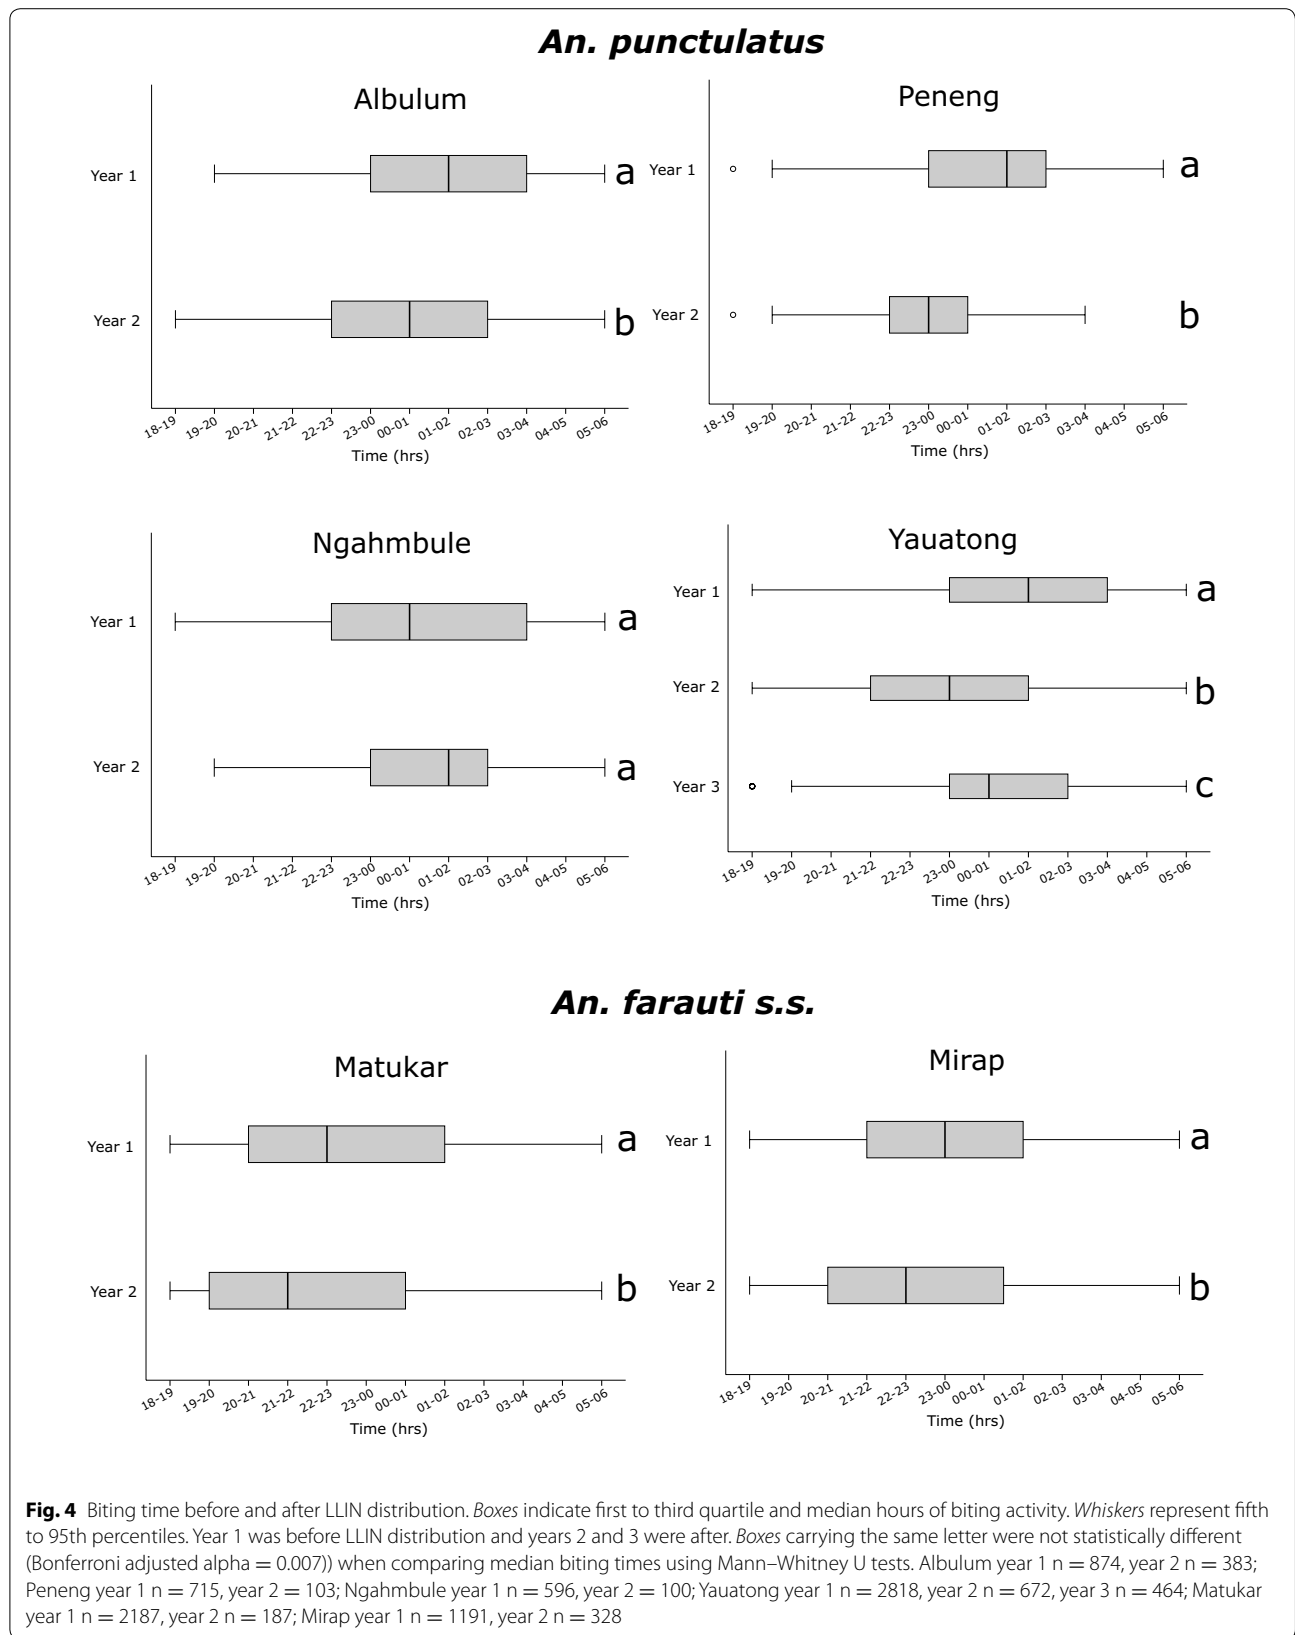 An. punctulatus
Albulum
Year 1
a
Year 2
b
18-19 19-20 20-21 21-22 22-23 23-00 00-01 01-02 02-03 03-04 04-05 05-06
Time (hrs)
Peneng
Year 1
a
Year 2
b
18-19 19-20 20-21 21-22 22-23 23-00 00-01 01-02 02-03 03-04 04-05 05-06
Time (hrs)
Ngahmbule
Year 1
a
Year 2
a
18-19 19-20 20-21 21-22 22-23 23-00 00-01 01-02 02-03 03-04 04-05 05-06
Time (hrs)
Yauatong
Year 1
a
Year 2
b
Year 3
c
18-19 19-20 20-21 21-22 22-23 23-00 00-01 01-02 02-03 03-04 04-05 05-06
Time (hrs)
An. farauti s.s.
Matukar
Year 1
a
Year 2
b
18-19 19-20 20-21 21-22 22-23 23-00 00-01 01-02 02-03 03-04 04-05 05-06
Time (hrs)
Mirap
Year 1
a
Year 2
b
18-19 19-20 20-21 21-22 22-23 23-00 00-01 01-02 02-03 03-04 04-05 05-06
Time (hrs)
Fig. 4 Biting time before and after LLIN distribution. Boxes indicate first to third quartile and median hours of biting activity. Whiskers represent fifth
to 95th percentiles. Year 1 was before LLIN distribution and years 2 and 3 were after. Boxes carrying the same letter were not statistically different
(Bonferroni adjusted alpha = 0.007)) when comparing median biting times using Mann–Whitney U tests. Albulum year 1 n = 874, year 2 n = 383;
Peneng year 1 n = 715, year 2 = 103; Ngahmbule year 1 n = 596, year 2 = 100; Yauatong year 1 n = 2818, year 2 n = 672, year 3 n = 464; Matukar
year 1 n = 2187, year 2 n = 187; Mirap year 1 n = 1191, year 2 n = 328